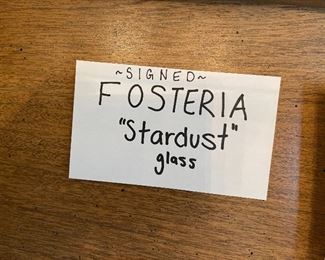 ~SIGNED~
FOSTERIA
"Stardust"
glass